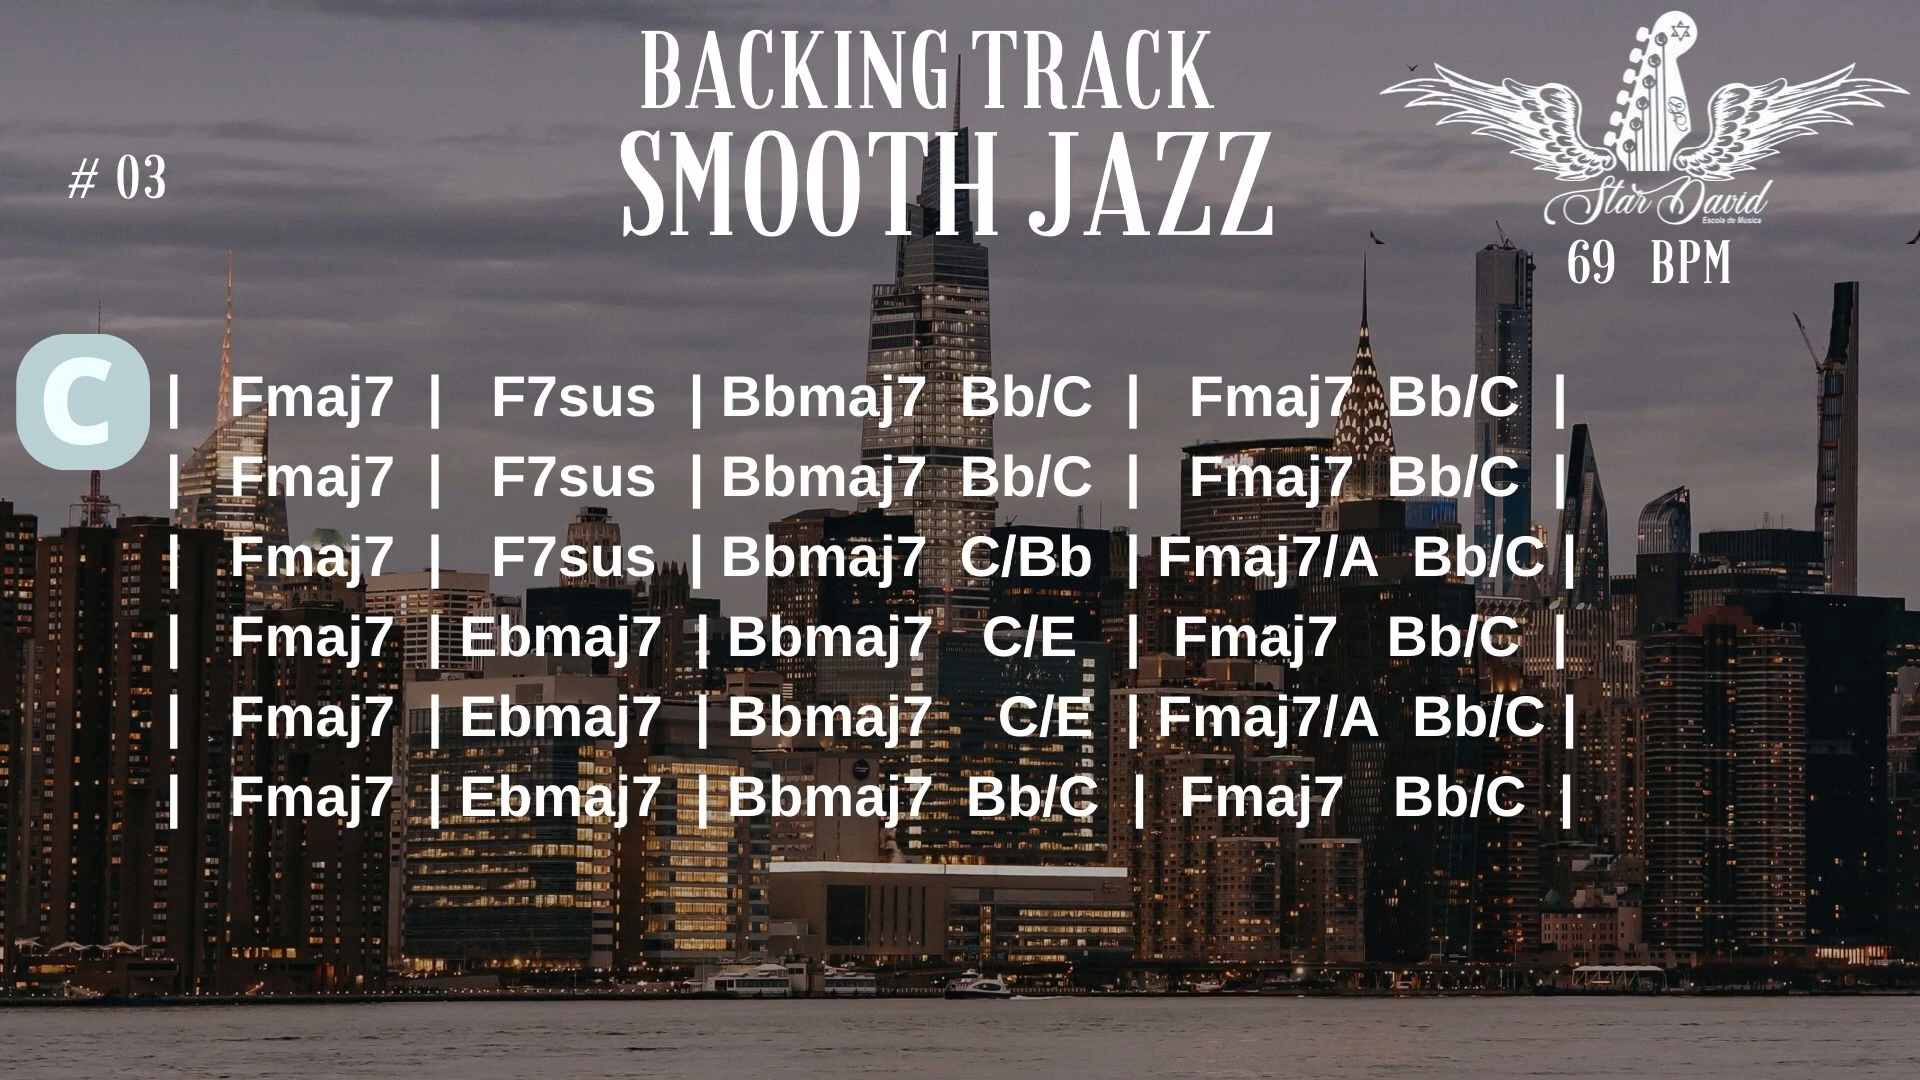 BACKING TRACK
SMOOTH JAZZ
# 03
Star David
Escola de Música
69 BPM
C
| Fmaj7 | F7sus | Bbmaj7 Bb/C | Fmaj7 Bb/C |
| Fmaj7 | F7sus | Bbmaj7 Bb/C | Fmaj7 Bb/C |
| Fmaj7 | F7sus | Bbmaj7 C/Bb | Fmaj7/A Bb/C |
| Fmaj7 | Ebmaj7 | Bbmaj7 C/E | Fmaj7 Bb/C |
| Fmaj7 | Ebmaj7 | Bbmaj7 C/E | Fmaj7/A Bb/C |
| Fmaj7 | Ebmaj7 | Bbmaj7 Bb/C | Fmaj7 Bb/C |